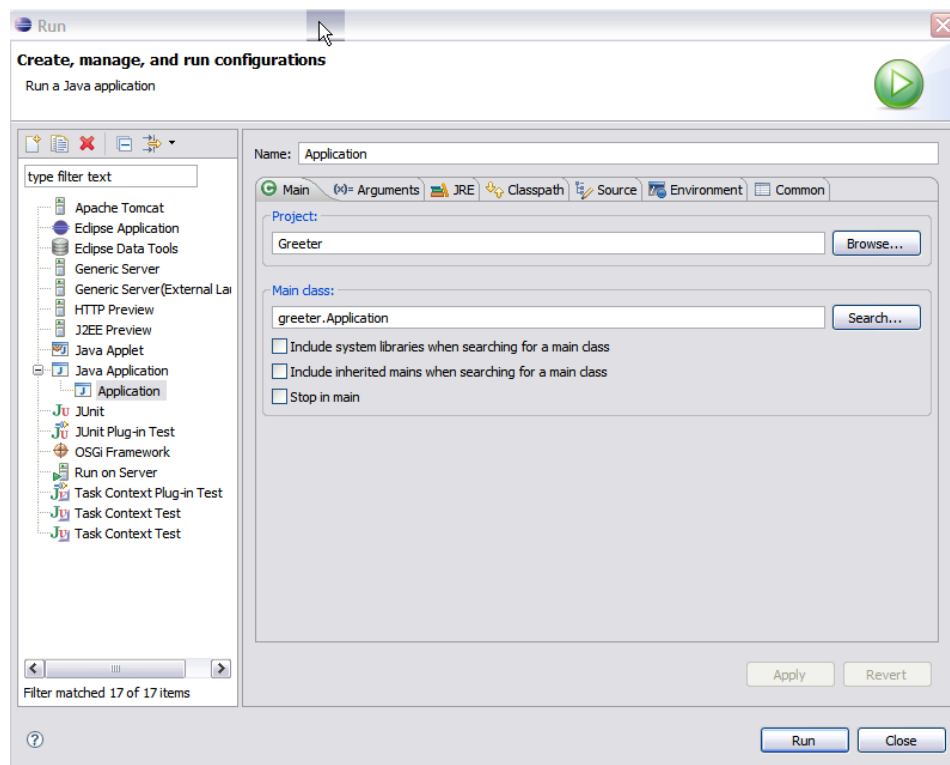 Run
Create, manage, and run configurations
Run a Java application
type filter text
Apache Tomcat
Eclipse Application
Eclipse Data Tools
Generic Server
Generic Server(External Lau
HTTP Preview
J2EE Preview
Java Applet
Java Application
Application
JUnit
JUnit Plug-in Test
OSGi Framework
Run on Server
Task Context Plug-in Test
Task Context Test
Task Context Test
Filter matched 17 of 17 items
Name: Application
Main (x)= Arguments JRE Classpath Source Environment Common
Project:
Greeter Browse...
Main class:
greeter.Application Search...
Include system libraries when searching for a main class
Include inherited mains when searching for a main class
Stop in main
Apply Revert
Run Close